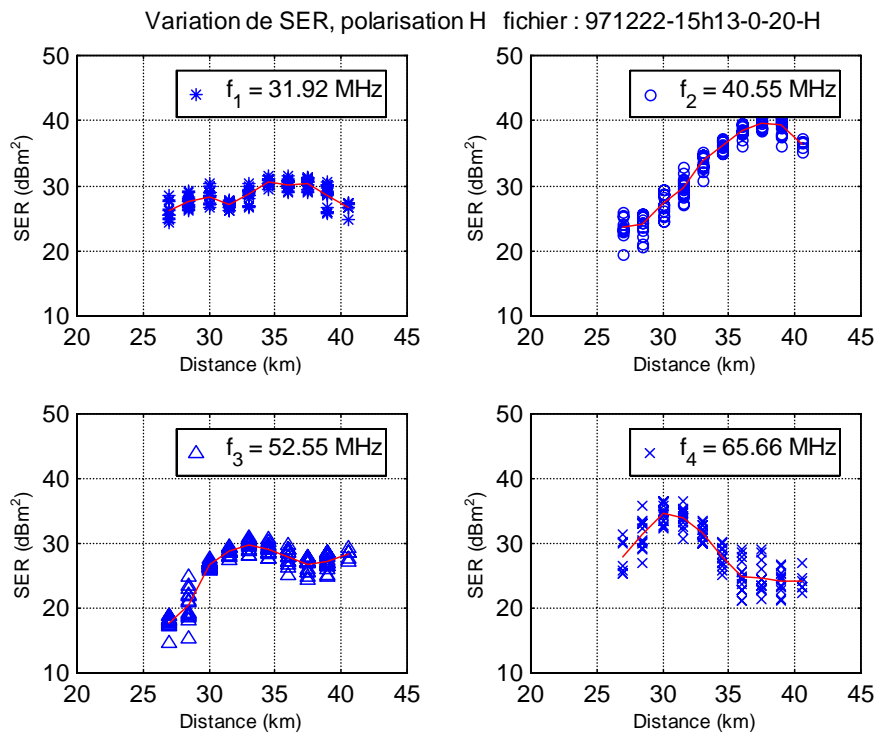 Variation de SER, polarisation H fichier : 971222-15h13-0-20-H
50
40
30
20
10
SER (dBm²)
f₁ = 31.92 MHz
20 25 30 35 40 45
Distance (km)
50
40
30
20
10
SER (dBm²)
f₂ = 40.55 MHz
20 25 30 35 40 45
Distance (km)
50
40
30
20
10
SER (dBm²)
f₃ = 52.55 MHz
20 25 30 35 40 45
Distance (km)
50
40
30
20
10
SER (dBm²)
f₄ = 65.66 MHz
20 25 30 35 40 45
Distance (km)